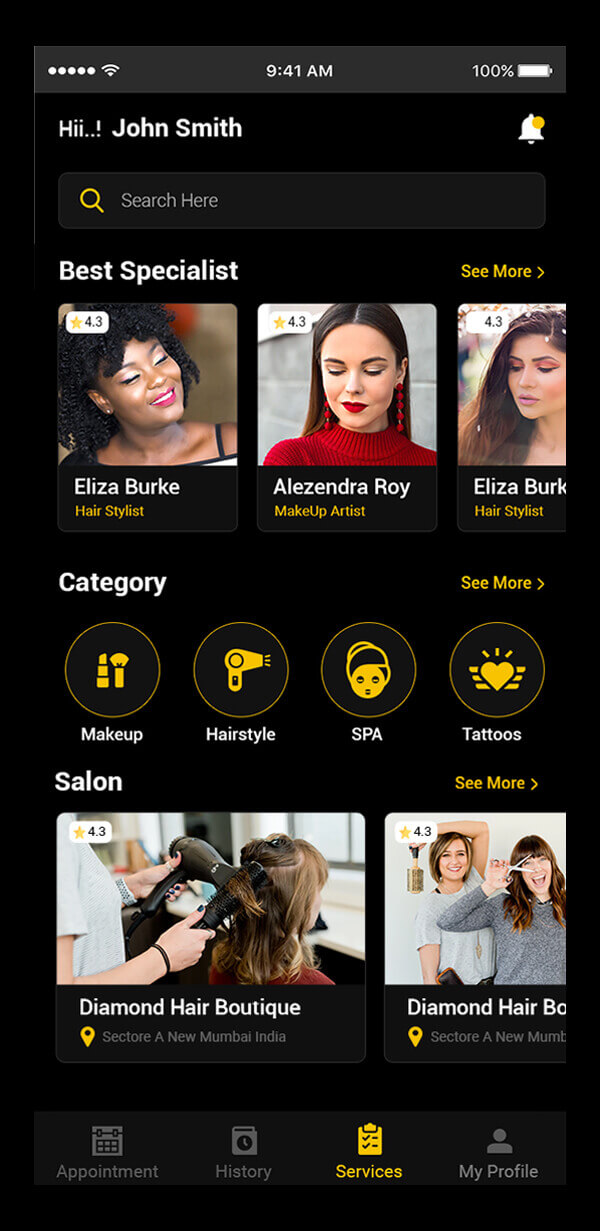 9:41 AM
100%
Hii..! John Smith
Search Here
Best Specialist
See More
4.3
4.3
4.3
Eliza Burke
Alezendra Roy
Eliza Burk
Hair Stylist
MakeUp Artist
Hair Stylist
Category
See More
Makeup
Hairstyle
SPA
Tattoos
Salon
See More
4.3
4.3
Diamond Hair Boutique
Diamond Hair Bo
Sectore A New Mumbai India
Sectore A New Mumb
Appointment
History
Services
My Profile